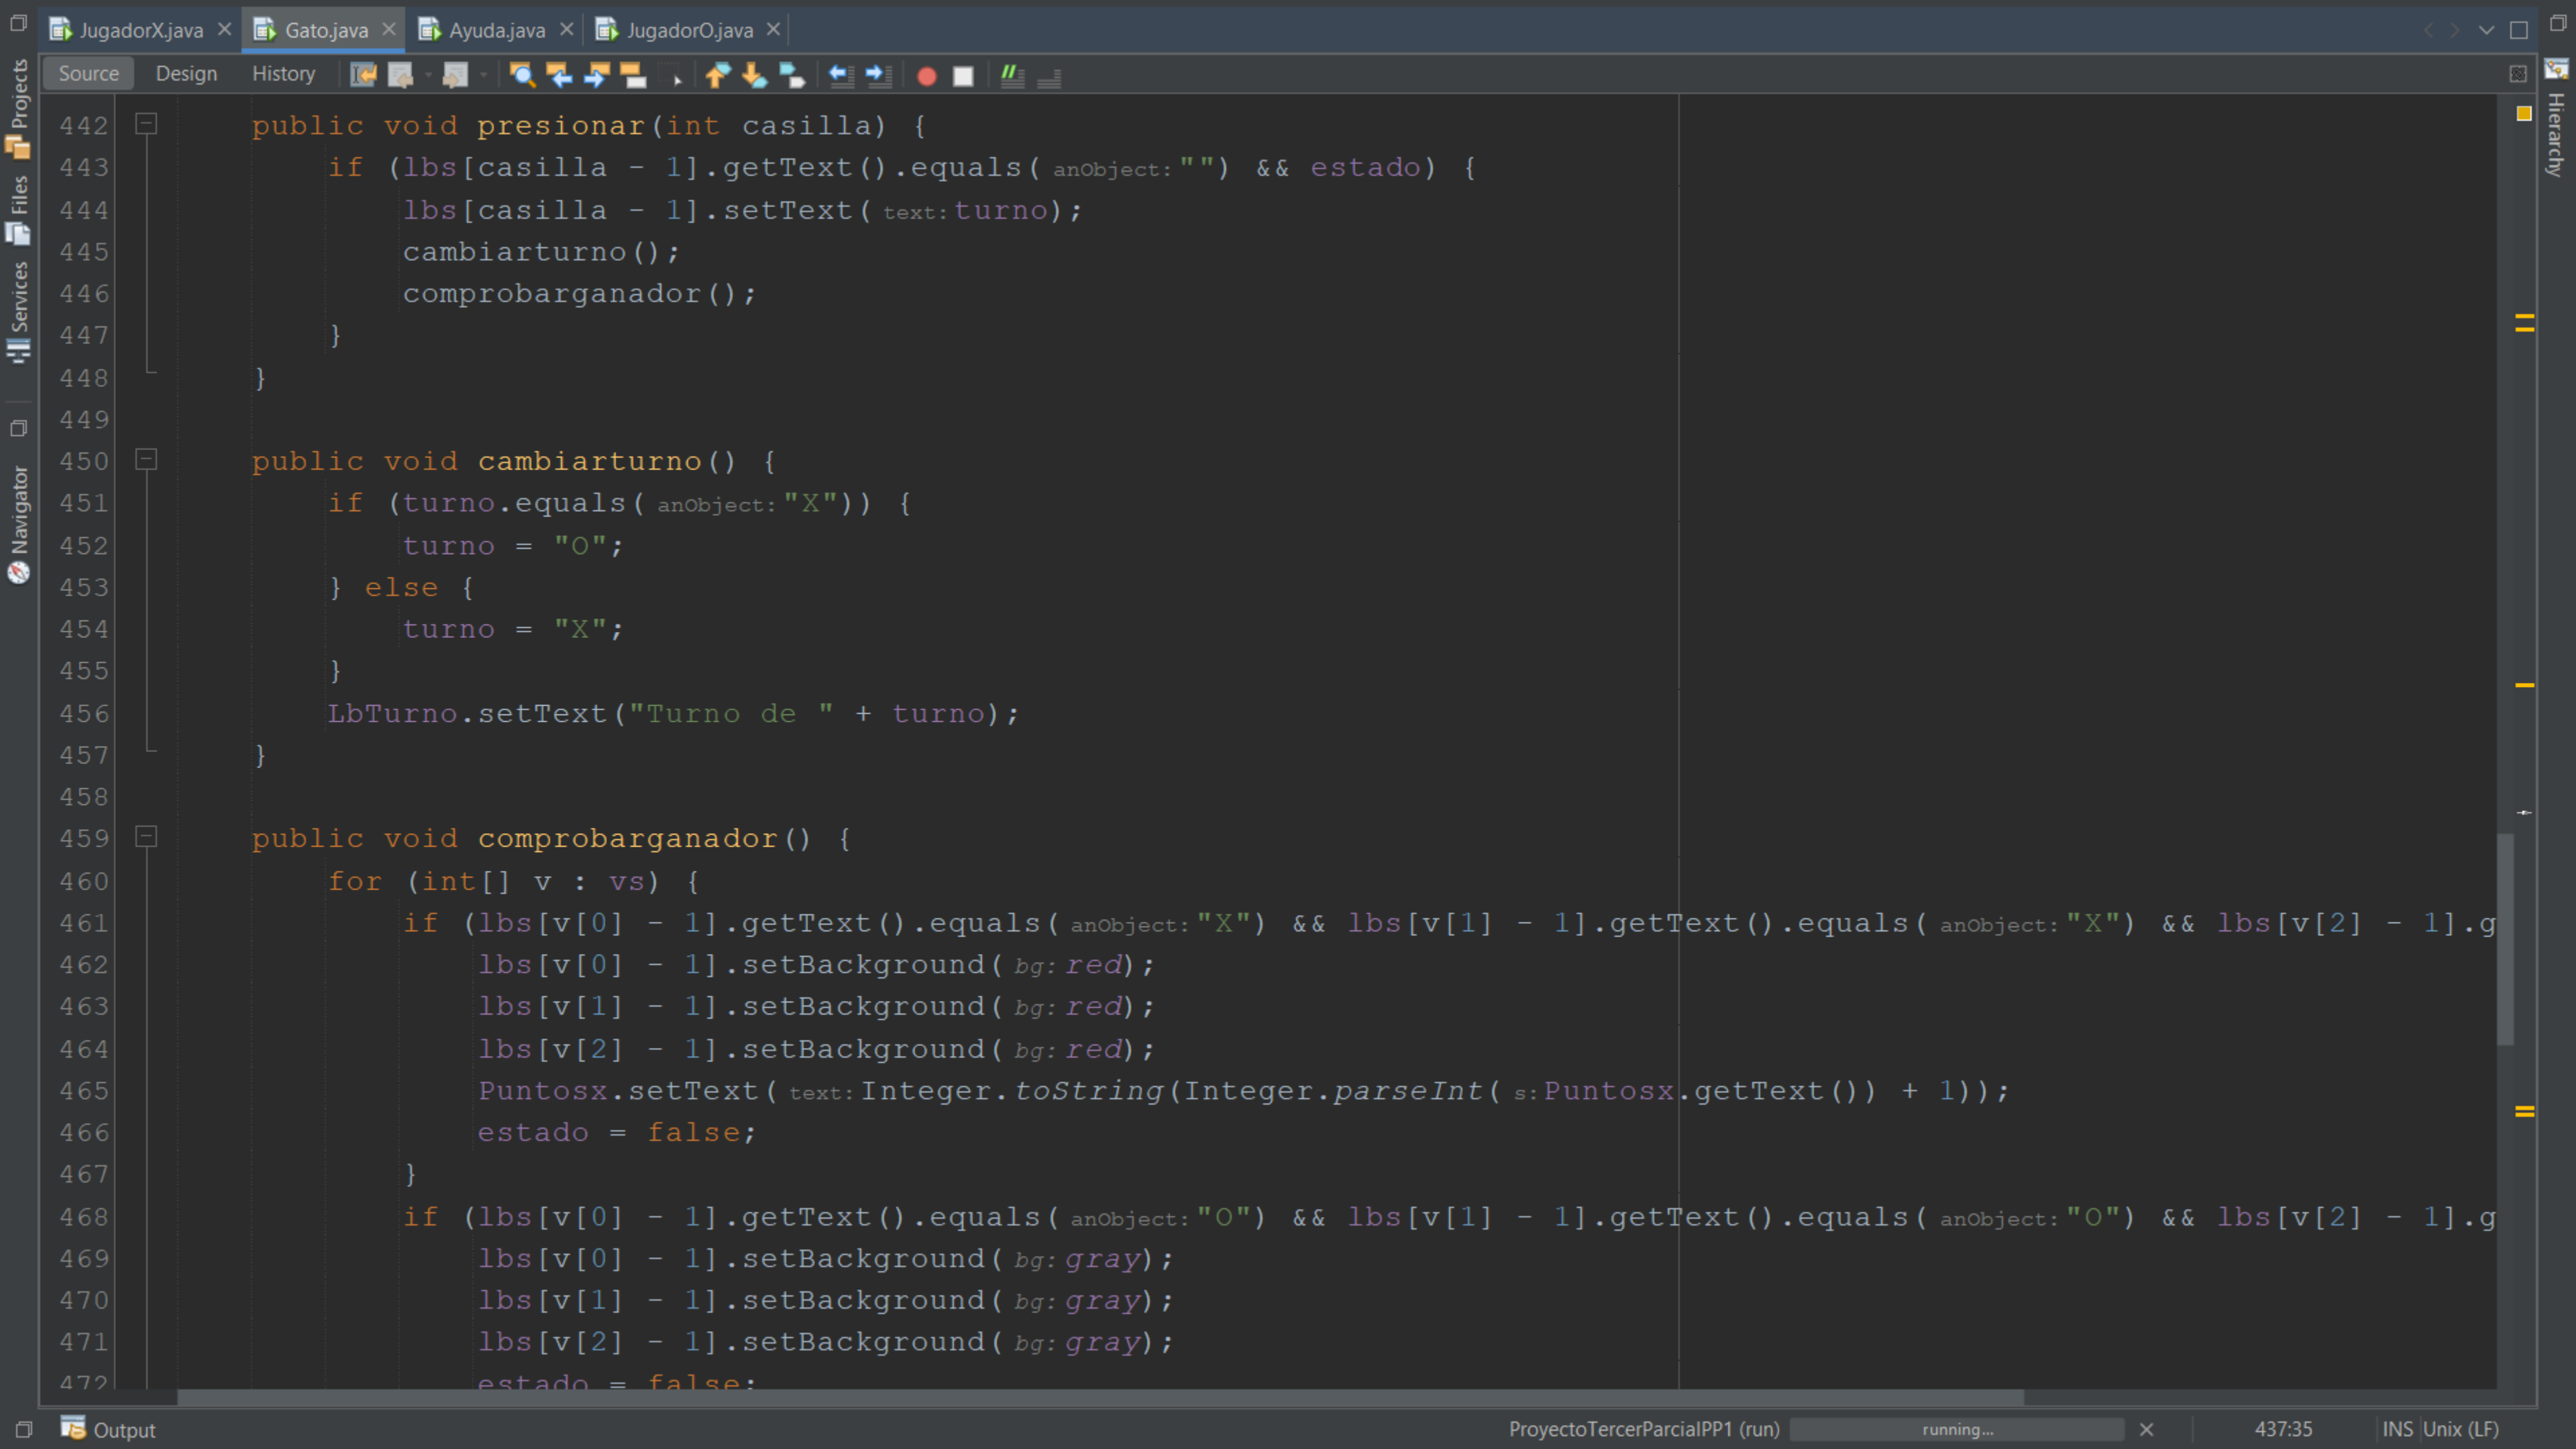 JugadorX.java
Gato.java
Ayuda.java
JugadorO.java
Source Design History
Projects
Files
Services
Navigator
Hierarchy
442 public void presionar(int casilla) {
443 if (lbs[casilla - 1].getText().equals( anObject: "") && estado) {
444 lbs[casilla - 1].setText( text: turno);
445 cambiarturno();
446 comprobarganador();
447 }
448 }
449
450 public void cambiarturno() {
451 if (turno.equals( anObject: "X")) {
452 turno = "O";
453 } else {
454 turno = "X";
455 }
456 LbTurno.setText("Turno de " + turno);
457 }
458
459 public void comprobarganador() {
460 for (int[] v : vs) {
461 if (lbs[v[0] - 1].getText().equals( anObject: "X") && lbs[v[1] - 1].getText().equals( anObject: "X") && lbs[v[2] - 1].g
462 lbs[v[0] - 1].setBackground( bg: red);
463 lbs[v[1] - 1].setBackground( bg: red);
464 lbs[v[2] - 1].setBackground( bg: red);
465 Puntosx.setText( text: Integer.toString(Integer.parseInt( s: Puntosx.getText()) + 1));
466 estado = false;
467 }
468 if (lbs[v[0] - 1].getText().equals( anObject: "O") && lbs[v[1] - 1].getText().equals( anObject: "O") && lbs[v[2] - 1].g
469 lbs[v[0] - 1].setBackground( bg: gray);
470 lbs[v[1] - 1].setBackground( bg: gray);
471 lbs[v[2] - 1].setBackground( bg: gray);
472 estado = false;
Output
ProyectoTercerParcialPP1 (run) running... 437:35 INS Unix (LF)